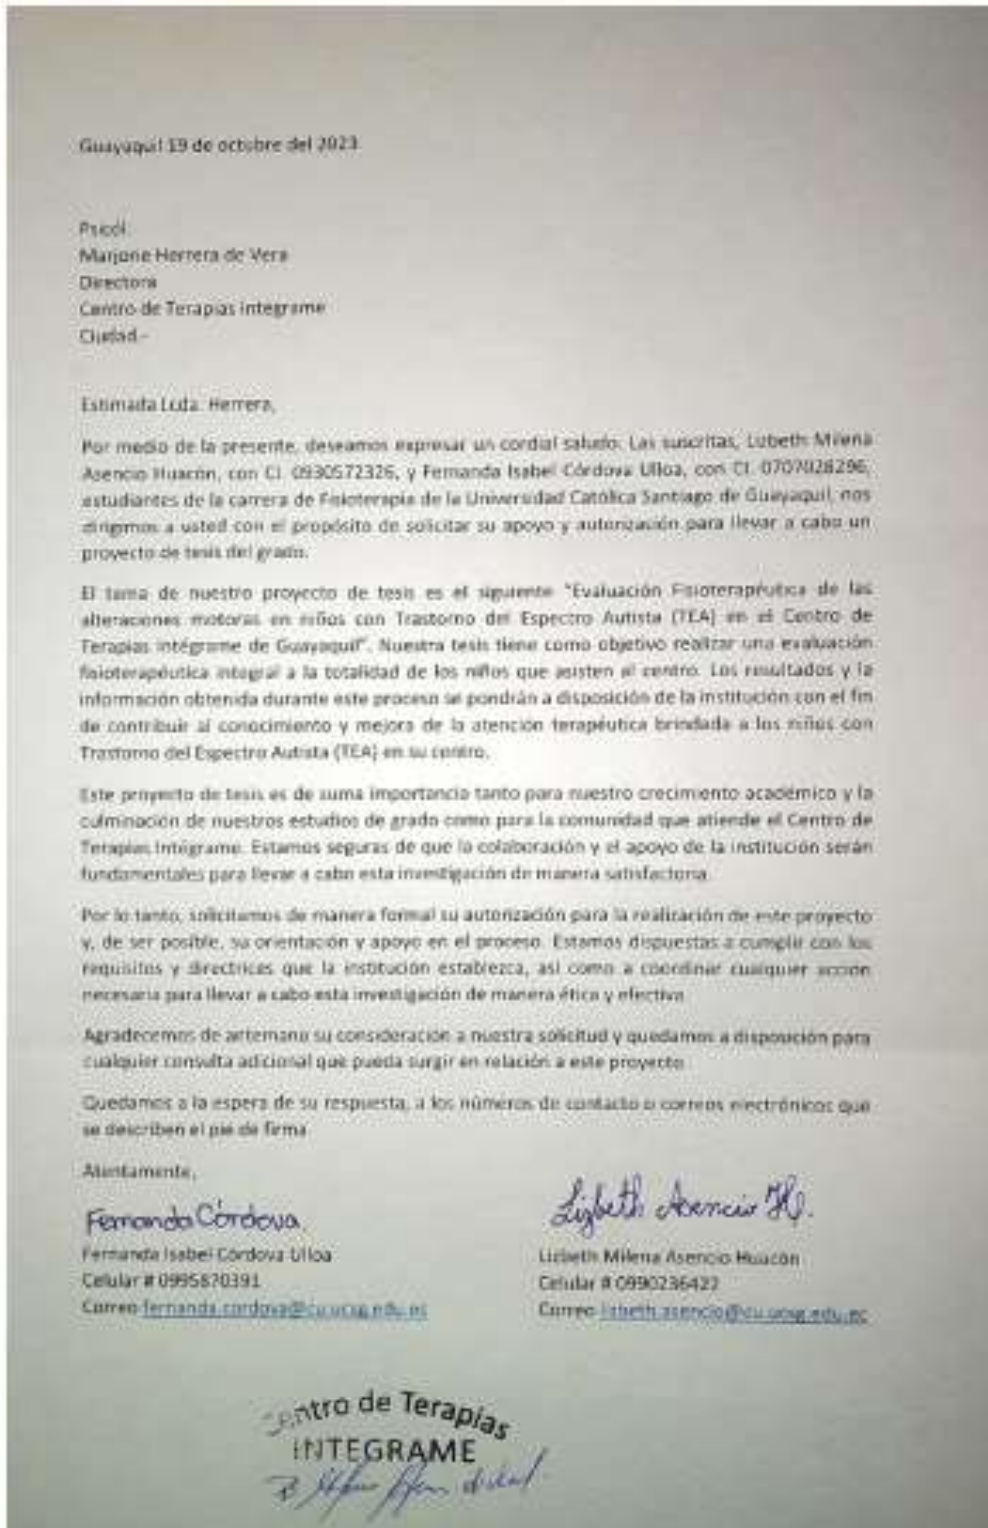 Guayaquil 19 de octubre del 2023
Psicól.
Marjorie Herrera de Vera
Directora
Centro de Terapias integrame
Ciudad.-
Estimada Lcda. Herrera,
Por medio de la presente, deseamos expresar un cordial saludo. Las suscritas, Lizbeth Milena
Asencio Huacón, con CI. 0930572326, y Fernanda Isabel Córdova Ulloa, con CI. 0707028296,
estudiantes de la carrera de Fisioterapia de la Universidad Católica Santiago de Guayaquil, nos
dirigimos a usted con el propósito de solicitar su apoyo y autorización para llevar a cabo un
proyecto de tesis del grado.
El tema de nuestro proyecto de tesis es el siguiente "Evaluación Fisioterapéutica de las
alteraciones motoras en niños con Trastorno del Espectro Autista (TEA) en el Centro de
Terapias intégrame de Guayaquil". Nuestra tesis tiene como objetivo realizar una evaluación
fisioterapéutica integral a la totalidad de los niños que asisten al centro. Los resultados y la
información obtenida durante este proceso se pondrán a disposición de la institución con el fin
de contribuir al conocimiento y mejora de la atención terapéutica brindada a los niños con
Trastorno del Espectro Autista (TEA) en su centro.
Este proyecto de tesis es de suma importancia tanto para nuestro crecimiento académico y la
culminación de nuestros estudios de grado como para la comunidad que atiende el Centro de
Terapias Intégrame. Estamos seguras de que la colaboración y el apoyo de la institución serán
fundamentales para llevar a cabo esta investigación de manera satisfactoria.
Por lo tanto, solicitamos de manera formal su autorización para la realización de este proyecto
y, de ser posible, su orientación y apoyo en el proceso. Estamos dispuestas a cumplir con los
requisitos y directrices que la institución establezca, así como a coordinar cualquier acción
necesaria para llevar a cabo esta investigación de manera ética y efectiva.
Agradecemos de antemano su consideración a nuestra solicitud y quedamos a disposición para
cualquier consulta adicional que pueda surgir en relación a este proyecto.
Quedamos a la espera de su respuesta, a los números de contacto o correos electrónicos que
se describen el pie de firma
Atentamente,
Fernanda Córdova.
Fernanda Isabel Córdova Ulloa
Celular # 0995870391
Correo fernanda.cordova@cu.ucsg.edu.ec
Lizbeth Asencio H.
Lizbeth Milena Asencio Huacón
Celular # 0990236422
Correo lizbeth.asencio@cu.ucsg.edu.ec
Centro de Terapias
INTEGRAME